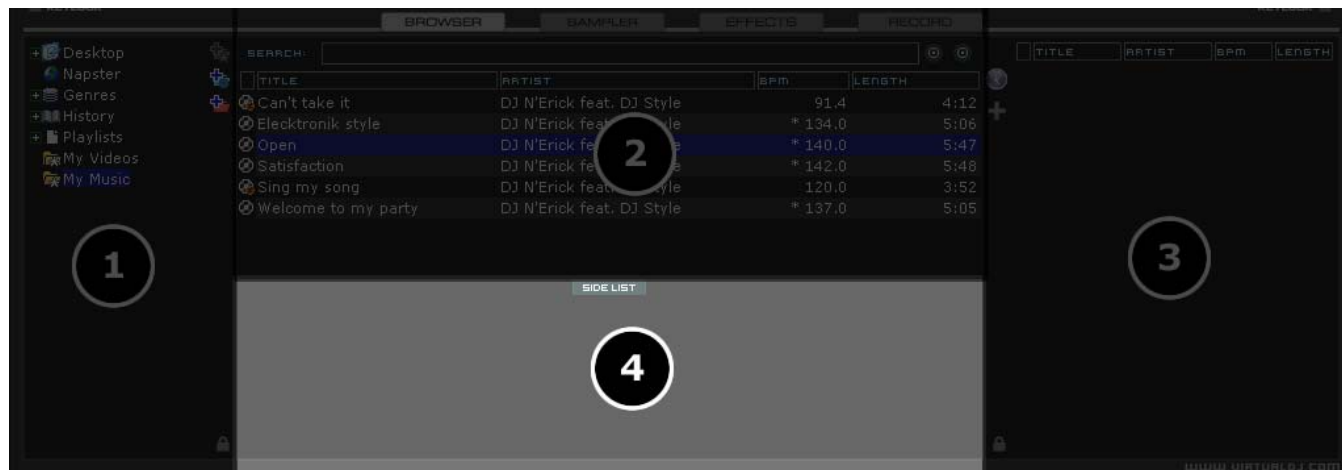 BROWSER SAMPLER EFFECTS RECORD
Desktop
Napster
Genres
History
Playlists
My Videos
My Music
1
SEARCH:
TITLE ARTIST BPM LENGTH
Can't take it DJ N'Erick feat. DJ Style 91.4 4:12
Elecktronik style DJ N'Erick style * 134.0 5:06
Open DJ N'Erick * 140.0 5:47
Satisfaction DJ N'Erick * 142.0 5:48
Sing my song DJ N'Erick feat. 120.0 3:52
Welcome to my party DJ N'Erick feat. DJ Style * 137.0 5:05
2
SIDE LIST
4
TITLE ARTIST BPM LENGTH
3
WWW.VIRTUALDJ.COM